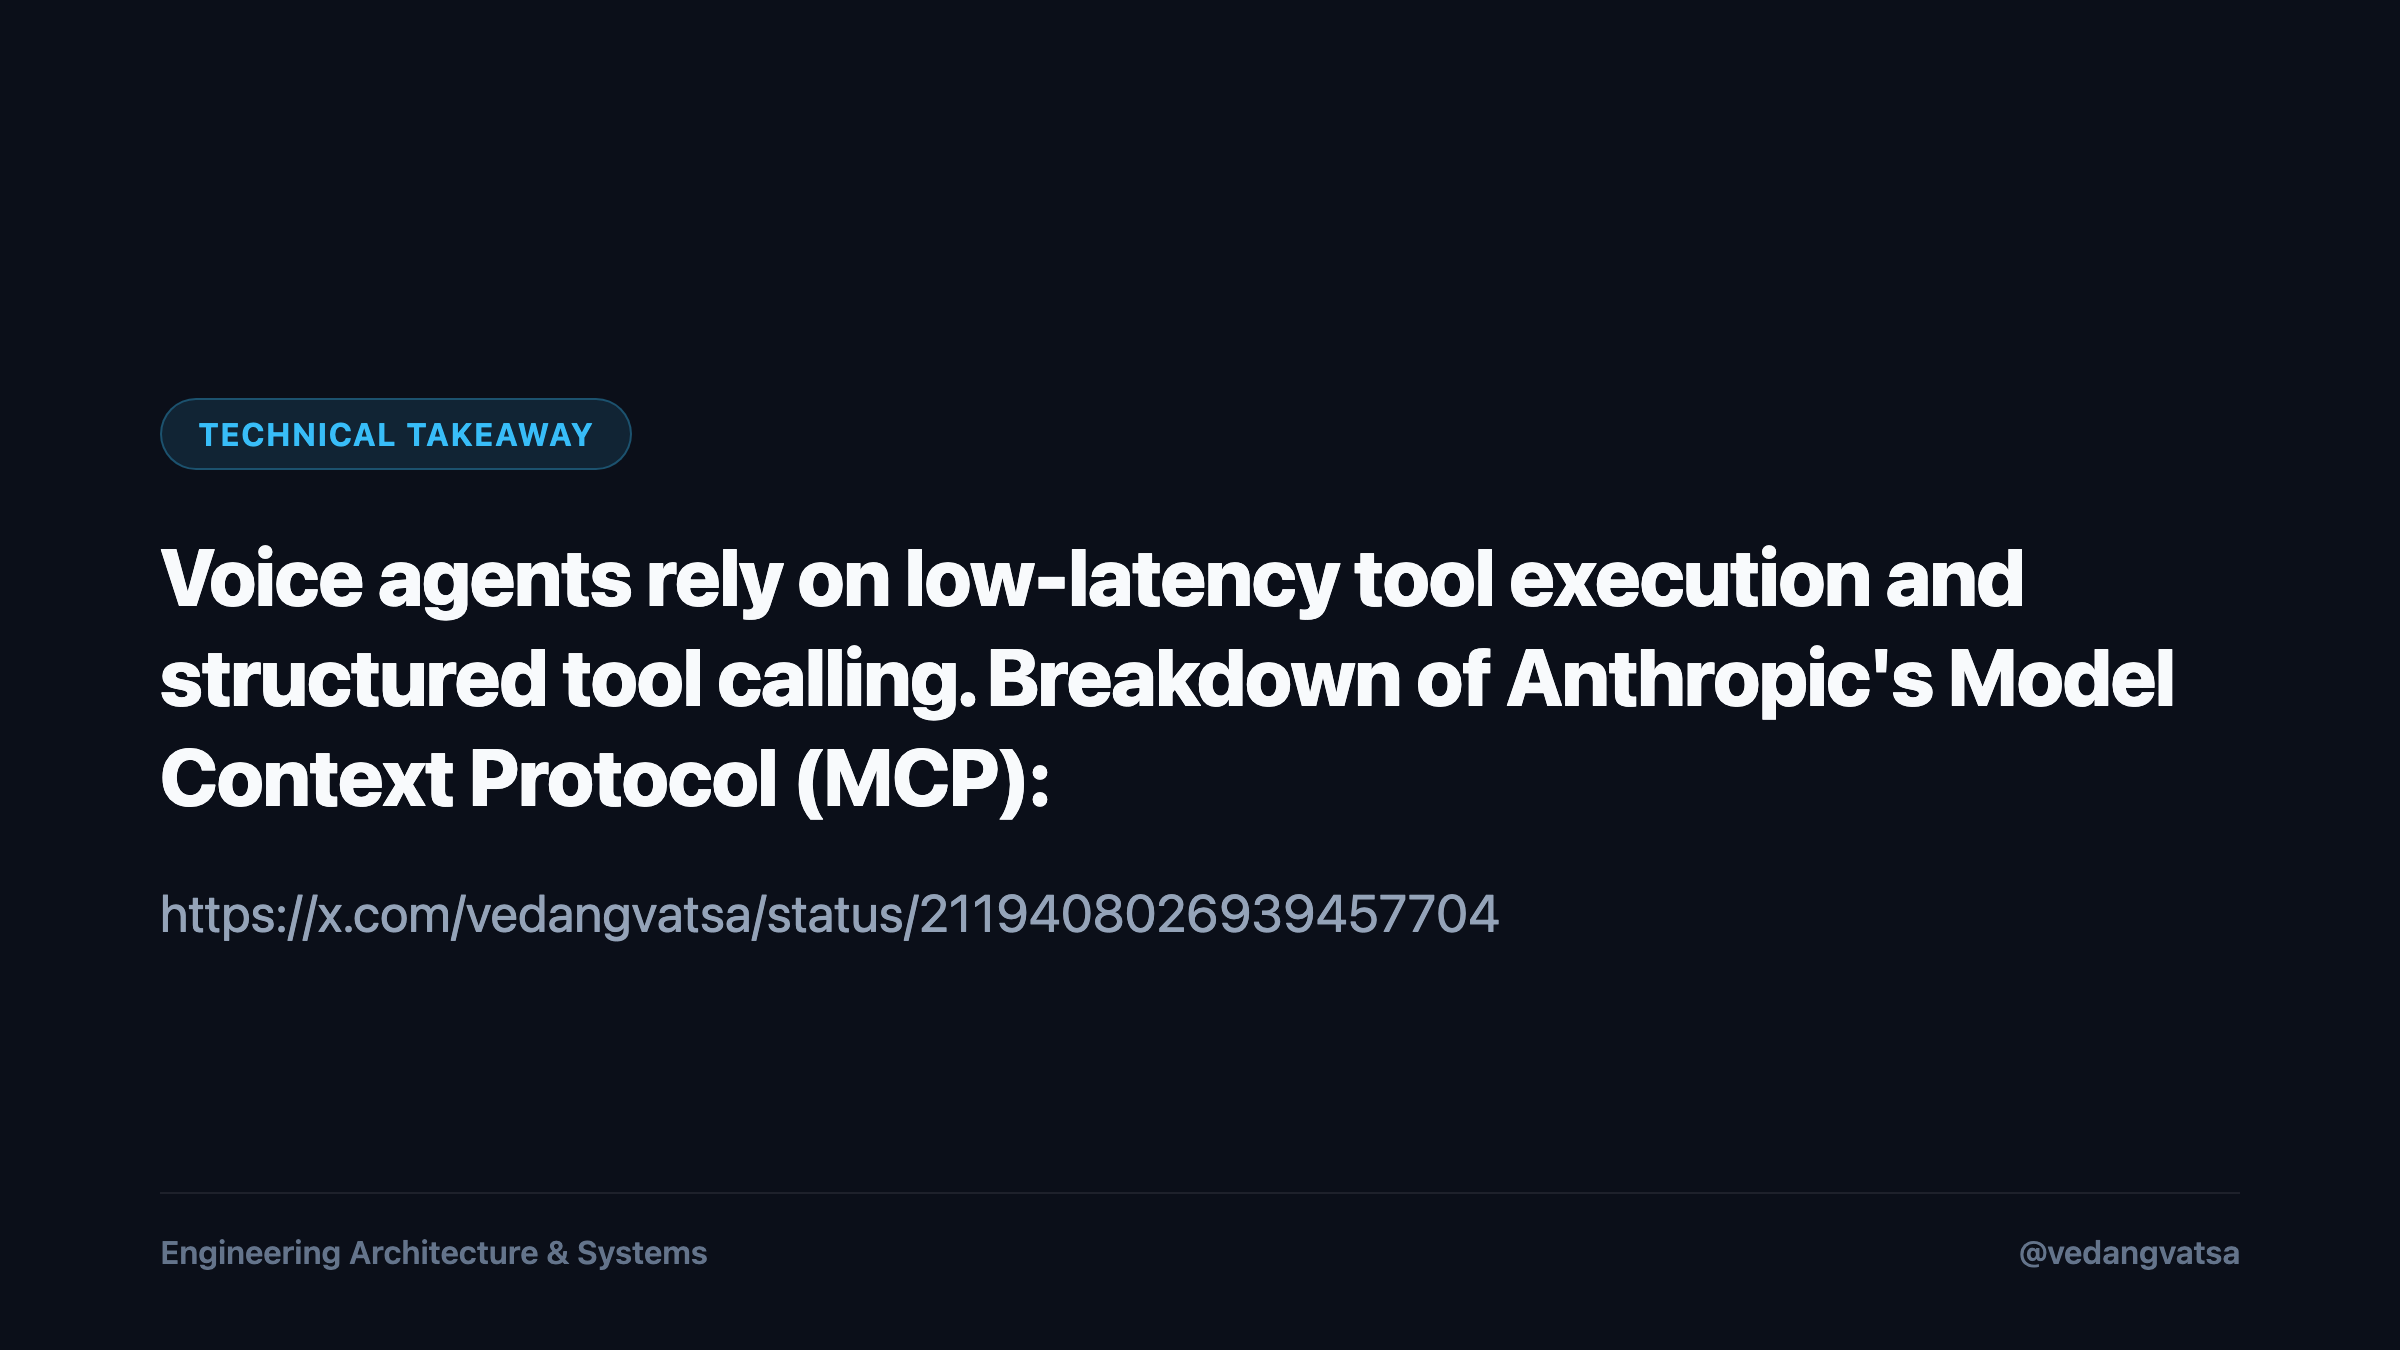 TECHNICAL TAKEAWAY
Voice agents rely on low-latency tool execution and
structured tool calling. Breakdown of Anthropic's Model
Context Protocol (MCP):
https://x.com/vedangvatsa/status/2119408026939457704
Engineering Architecture & Systems
@vedangvatsa